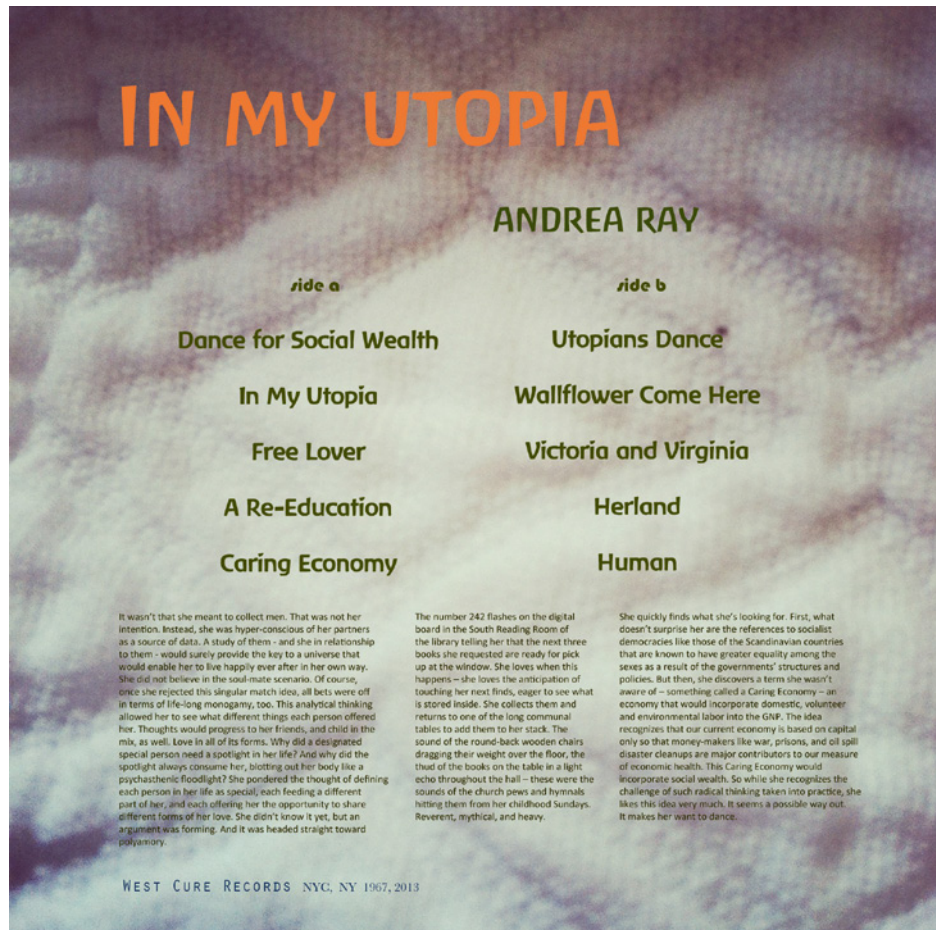 IN MY UTOPIA
ANDREA RAY
side a
Dance for Social Wealth
In My Utopia
Free Lover
A Re-Education
Caring Economy
side b
Utopians Dance
Wallflower Come Here
Victoria and Virginia
Herland
Human
It wasn't that she meant to collect men. That was not her
intention. Instead, she was hyper-conscious of her partners
as a source of data. A study of them - and she in relationship
to them - would surely provide the key to a universe that
would enable her to live happily ever after in her own way.
She did not believe in the soul-mate scenario. Of course,
once she rejected this singular match idea, all bets were off
in terms of life-long monogamy, too. This analytical thinking
allowed her to see what different things each person offered
her. Thoughts would progress to her friends, and child in the
mix, as well. Love in all of its forms. Why did a designated
special person need a spotlight in her life? And why did the
spotlight always consume her, blotting out her body like a
psychasthenic floodlight? She pondered the thought of defining
each person in her life as special, each feeding a different
part of her, and each offering her the opportunity to share
different forms of her love. She didn't know it yet, but an
argument was forming. And it was headed straight toward
polyamory.
The number 242 flashes on the digital
board in the South Reading Room of
the library telling her that the next three
books she requested are ready for pick
up at the window. She loves when this
happens – she loves the anticipation of
touching her next finds, eager to see what
is stored inside. She collects them and
returns to one of the long communal
tables to add them to her stack. The
sound of the round-back wooden chairs
dragging their weight over the floor, the
thud of the books on the table in a light
echo throughout the hall – these were the
sounds of the church pews and hymnals
hitting them from her childhood Sundays.
Reverent, mythical, and heavy.
She quickly finds what she's looking for. First, what
doesn't surprise her are the references to socialist
democracies like those of the Scandinavian countries
that are known to have greater equality among the
sexes as a result of the governments' structures and
policies. But then, she discovers a term she wasn't
aware of – something called a Caring Economy – an
economy that would incorporate domestic, volunteer
and environmental labor into the GNP. The idea
recognizes that our current economy is based on capital
only so that money-makers like war, prisons, and oil spill
disaster cleanups are major contributors to our measure
of economic health. This Caring Economy would
incorporate social wealth. So while she recognizes the
challenge of such radical thinking taken into practice, she
likes this idea very much. It seems a possible way out.
It makes her want to dance.
WEST CURE RECORDS NYC, NY 1967, 2013